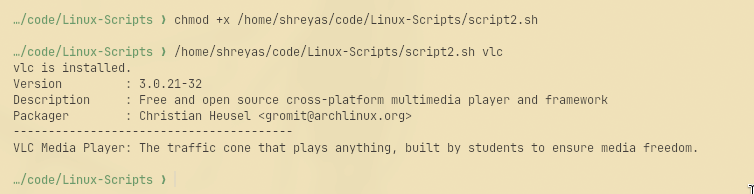 …/code/Linux-Scripts ❯ chmod +x /home/shreyas/code/Linux-Scripts/script2.sh
…/code/Linux-Scripts ❯ /home/shreyas/code/Linux-Scripts/script2.sh vlc
vlc is installed.
Version         : 3.0.21-32
Description     : Free and open source cross-platform multimedia player and framework
Packager        : Christian Heusel <gromit@archlinux.org>
----------------------------------------
VLC Media Player: The traffic cone that plays anything, built by students to ensure media freedom.
…/code/Linux-Scripts ❯